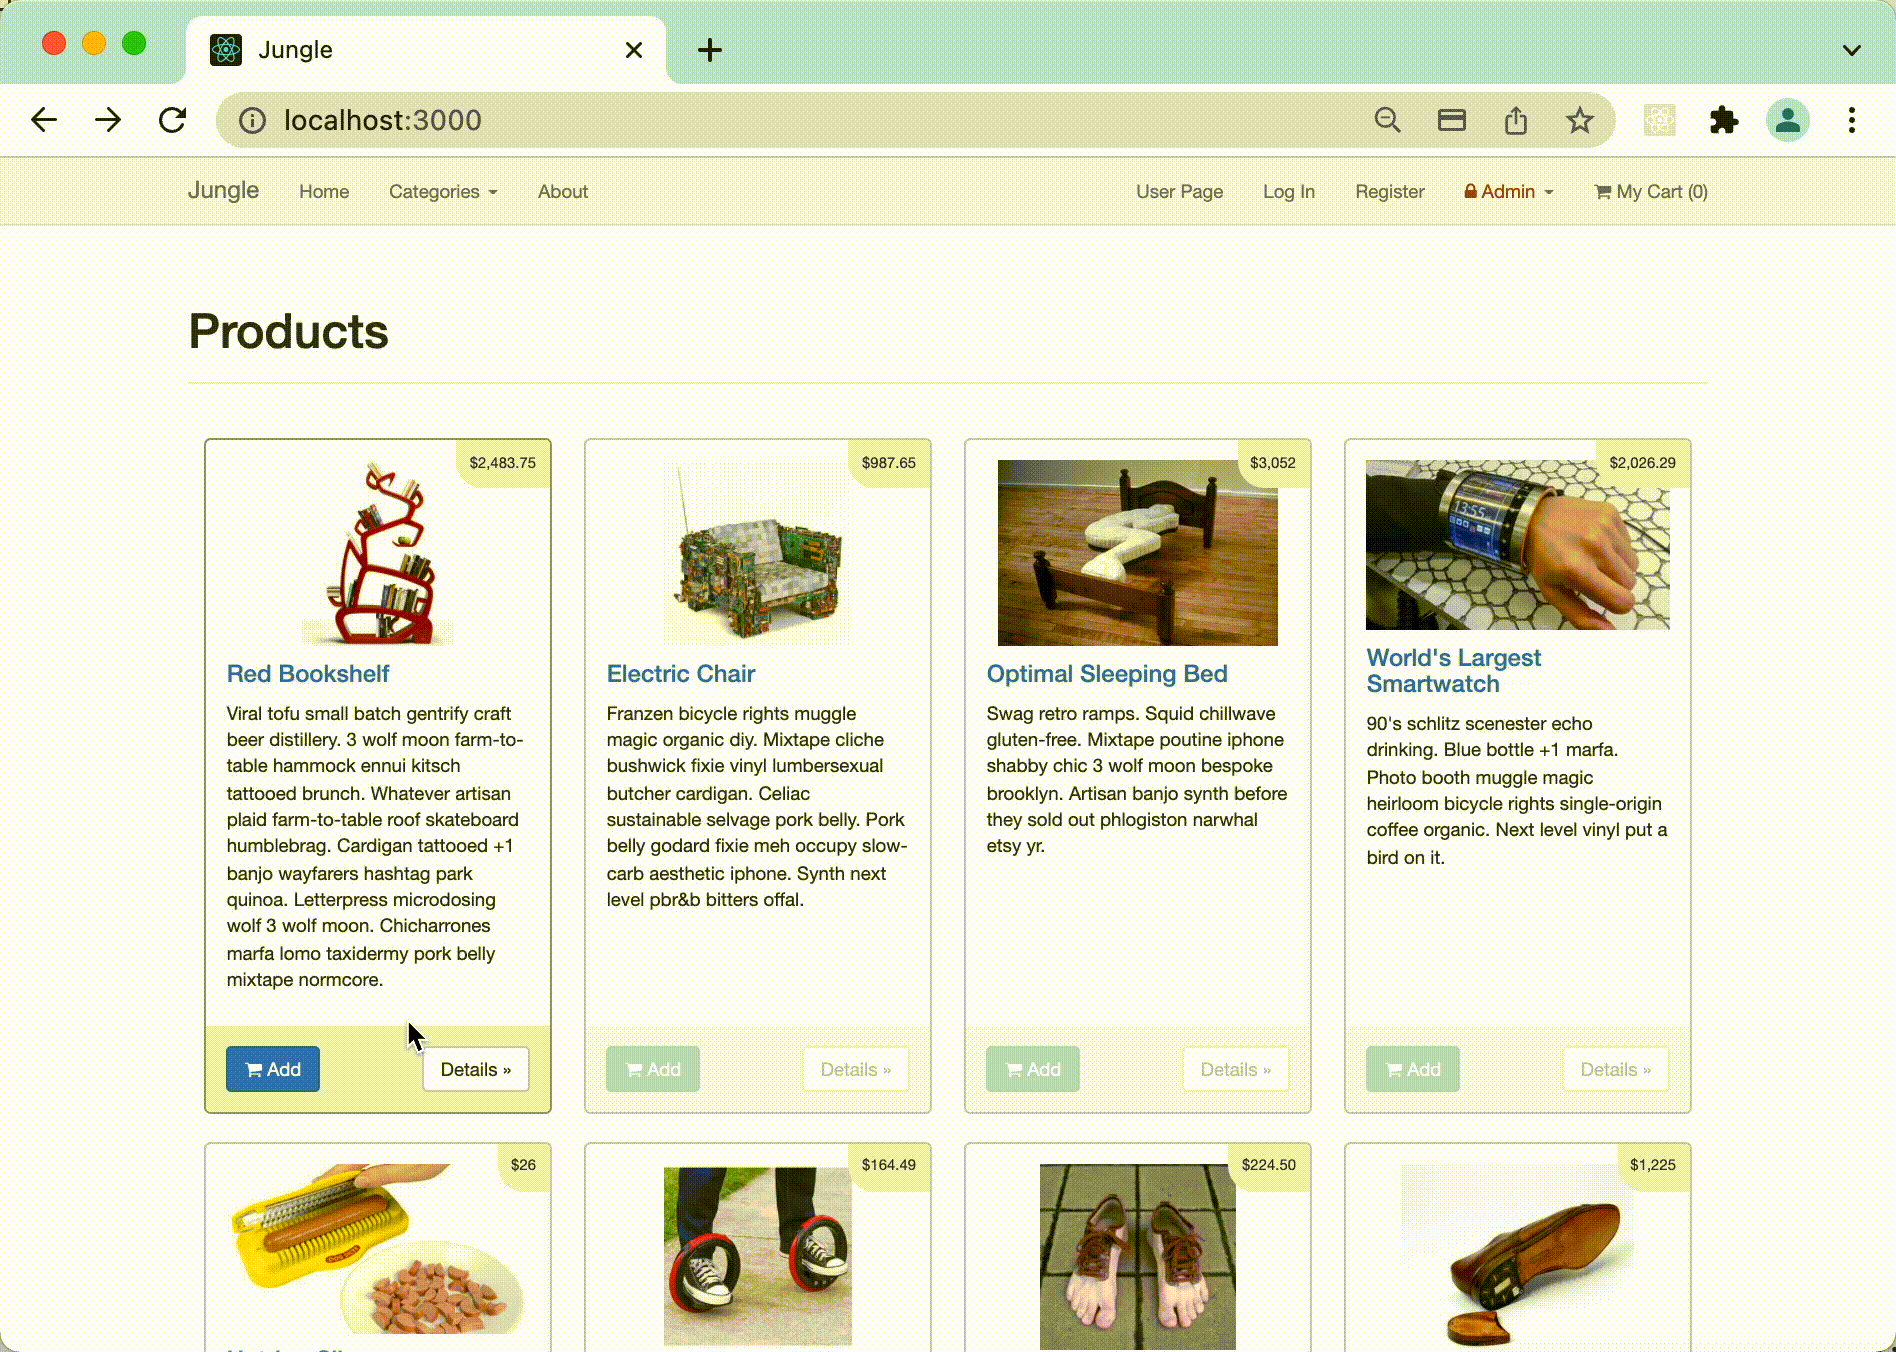 Jungle
localhost:3000
Jungle Home Categories About User Page Log In Register Admin My Cart (0)
Products
$2,483.75
Red Bookshelf
Viral tofu small batch gentrify craft
beer distillery. 3 wolf moon farm-to-
table hammock ennui kitsch
tattooed brunch. Whatever artisan
plaid farm-to-table roof skateboard
humblebrag. Cardigan tattooed +1
banjo wayfarers hashtag park
quinoa. Letterpress microdosing
wolf 3 wolf moon. Chicharrones
marfa lomo taxidermy pork belly
mixtape normcore.
Add Details »
$987.65
Electric Chair
Franzen bicycle rights muggle
magic organic diy. Mixtape cliche
bushwick fixie vinyl lumbersexual
butcher cardigan. Celiac
sustainable selvage pork belly. Pork
belly godard fixie meh occupy slow-
carb aesthetic iphone. Synth next
level pbr&b bitters offal.
Add Details »
$3,052
Optimal Sleeping Bed
Swag retro ramps. Squid chillwave
gluten-free. Mixtape poutine iphone
shabby chic 3 wolf moon bespoke
brooklyn. Artisan banjo synth before
they sold out phlogiston narwhal
etsy yr.
Add Details »
$2,026.29
13:55
World's Largest
Smartwatch
90's schlitz scenester echo
drinking. Blue bottle +1 marfa.
Photo booth muggle magic
heirloom bicycle rights single-origin
coffee organic. Next level vinyl put a
bird on it.
Add Details »
$26
$164.49
$224.50
$1,225